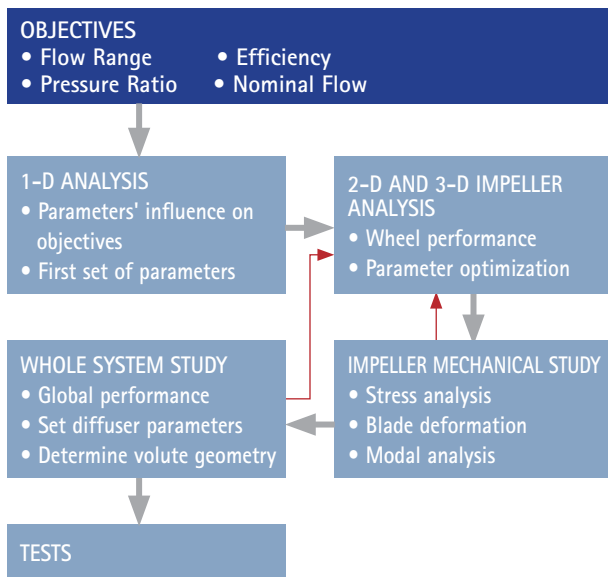 OBJECTIVES
• Flow Range • Efficiency
• Pressure Ratio • Nominal Flow
1-D ANALYSIS
• Parameters' influence on
objectives
• First set of parameters
2-D AND 3-D IMPELLER
ANALYSIS
• Wheel performance
• Parameter optimization
WHOLE SYSTEM STUDY
• Global performance
• Set diffuser parameters
• Determine volute geometry
IMPELLER MECHANICAL STUDY
• Stress analysis
• Blade deformation
• Modal analysis
TESTS